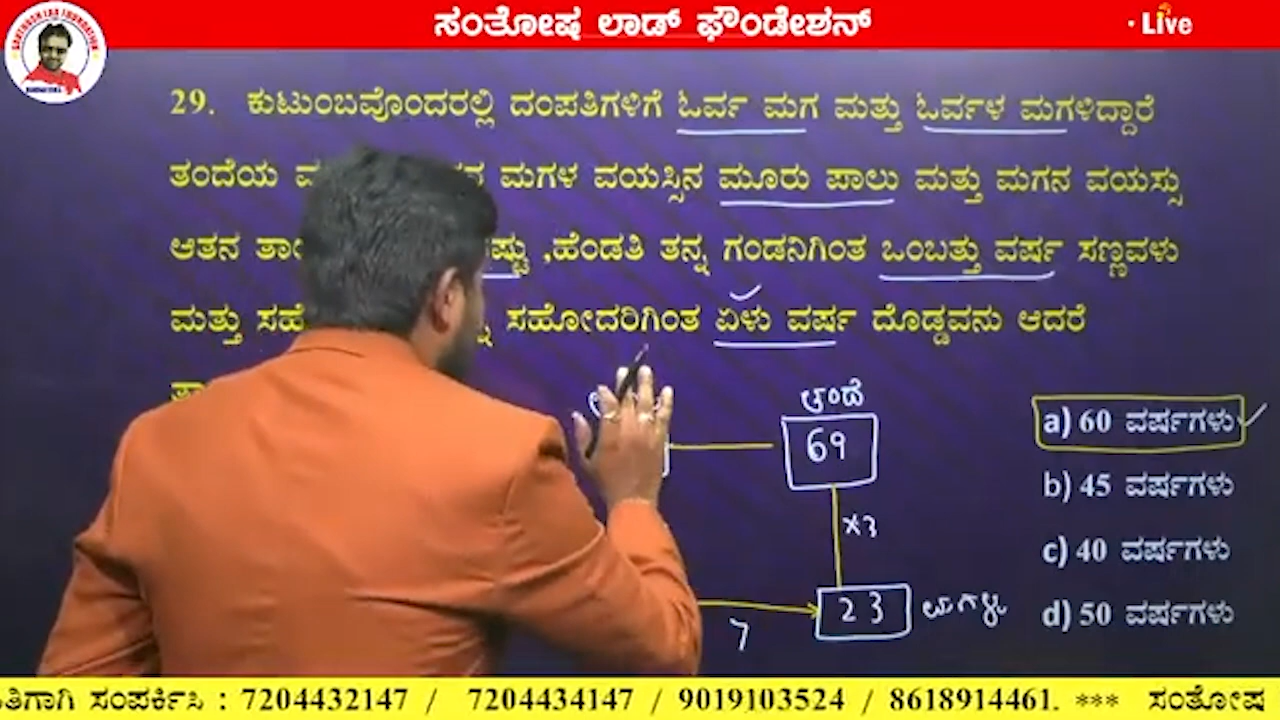 ಸಂತೋಷ ಲಾಡ್ ಫೌಂಡೇಶನ್
Live
29. ಕುಟುಂಬವೊಂದರಲ್ಲಿ ದಂಪತಿಗಳಿಗೆ ಓರ್ವ ಮಗ ಮತ್ತು ಓರ್ವಳ ಮಗಳಿದ್ದಾರೆ
ತಂದೆಯ ಮಗಳ ವಯಸ್ಸಿನ ಮೂರು ಪಾಲು ಮತ್ತು ಮಗನ ವಯಸ್ಸು
ಆತನ ,ಹೆಂಡತಿ ತನ್ನ ಗಂಡನಿಗಿಂತ ಒಂಬತ್ತು ವರ್ಷ ಸಣ್ಣವಳು
ಮತ್ತು ಸಹೋದರಿಗಿಂತ ಏಳು ವರ್ಷ ದೊಡ್ಡವನು ಆದರೆ
ತಂದೆ
69
×3
23 ಮಗಳು
7
a) 60 ವರ್ಷಗಳು
b) 45 ವರ್ಷಗಳು
c) 40 ವರ್ಷಗಳು
d) 50 ವರ್ಷಗಳು
ಸಂಪರ್ಕಿಸಿ : 7204432147 / 7204434147 / 9019103524 / 8618914461. *** ಸಂತೋಷ